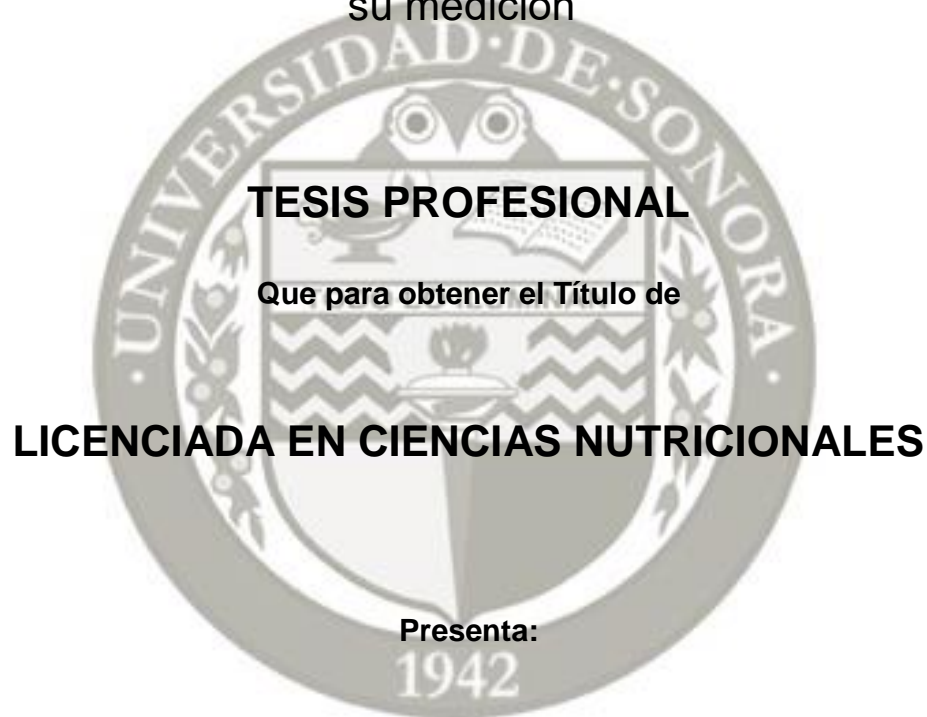 su medición
UNIVERSIDAD·DE·SONORA
TESIS PROFESIONAL
Que para obtener el Título de
LICENCIADA EN CIENCIAS NUTRICIONALES
Presenta:
1942